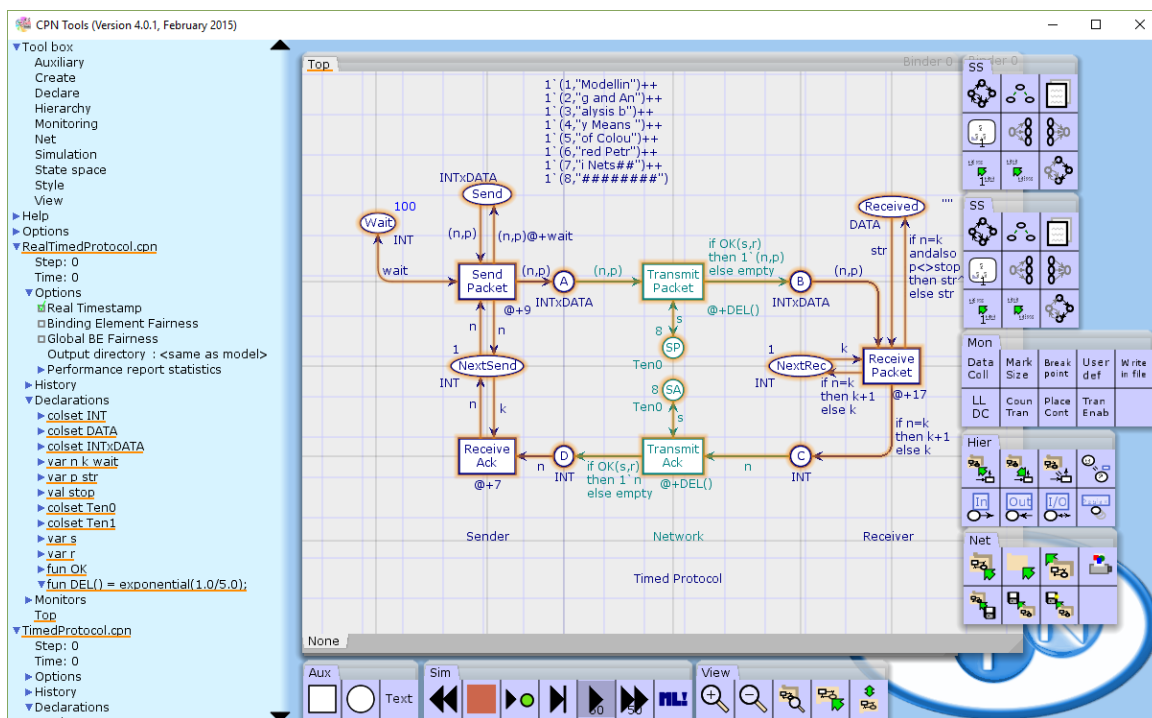 CPN Tools (Version 4.0.1, February 2015)
Tool box
Auxiliary
Create
Declare
Hierarchy
Monitoring
Net
Simulation
State space
Style
View
Help
Options
RealTimedProtocol.cpn
Step: 0
Time: 0
Options
Real Timestamp
Binding Element Fairness
Global BE Fairness
Output directory : <same as model>
Performance report statistics
History
Declarations
colset INT
colset DATA
colset INTxDATA
var n k wait
var p str
val stop
colset Ten0
colset Ten1
var s
var r
fun OK
fun DEL() = exponential(1.0/5.0);
Monitors
Top
TimedProtocol.cpn
Step: 0
Time: 0
Options
History
Declarations
Top
Binder 0
Binder 0
1`(1,"Modellin")++
1`(2,"g and An")++
1`(3,"alysis b")++
1`(4,"y Means ")++
1`(5,"of Colou")++
1`(6,"red Petr")++
1`(7,"i Nets##")++
1`(8,"########")
INTxDATA
Send
100
Wait
INT
(n,p)
(n,p)@+wait
wait
Send
Packet
@+9
(n,p)
A
INTxDATA
(n,p)
Transmit
Packet
@+DEL()
if OK(s,r)
then 1`(n,p)
else empty
B
INTxDATA
(n,p)
Received
""
DATA
str
if n=k
andalso
p<>stop
then str^
else str
n
n
s
8
SP
Ten0
1
NextSend
INT
1
NextRec
INT
k
if n=k
then k+1
else k
Receive
Packet
@+17
8
SA
Ten0
s
n
k
if n=k
then k+1
else k
Receive
Ack
@+7
n
D
INT
if OK(s,r)
then 1`n
else empty
Transmit
Ack
@+DEL()
n
C
INT
Sender
Network
Receiver
Timed Protocol
None
SS
1
SS
1
Mon
Data
Coll
Mark
Size
Break
point
User
def
Write
in file
LL
DC
Coun
Tran
Place
Cont
Tran
Enab
Hier
In
Out
I/O
Net
Aux
Text
Sim
50
ML!
View